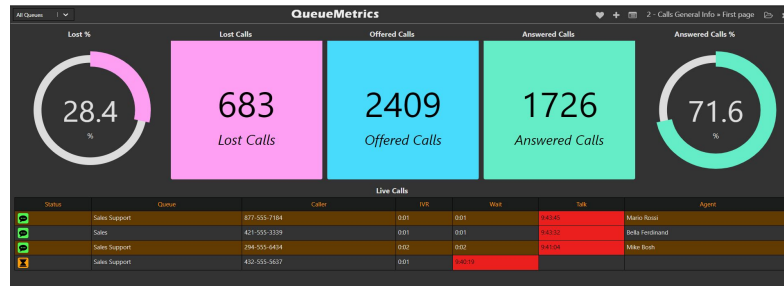 All Queues
QueueMetrics
2 - Calls General Info » First page
Lost %
Lost Calls
Offered Calls
Answered Calls
Answered Calls %
28.4
%
683
Lost Calls
2409
Offered Calls
1726
Answered Calls
71.6
%
Live Calls
Status Queue Caller IVR Wait Talk Agent
Sales Support 877-555-7184 0:01 0:01 9:43:45 Mario Rossi
Sales 421-555-3339 0:01 0:01 9:43:32 Bella Ferdinand
Sales Support 294-555-6434 0:02 0:02 9:41:04 Mike Bosh
Sales Support 432-555-5637 0:01 9:40:19